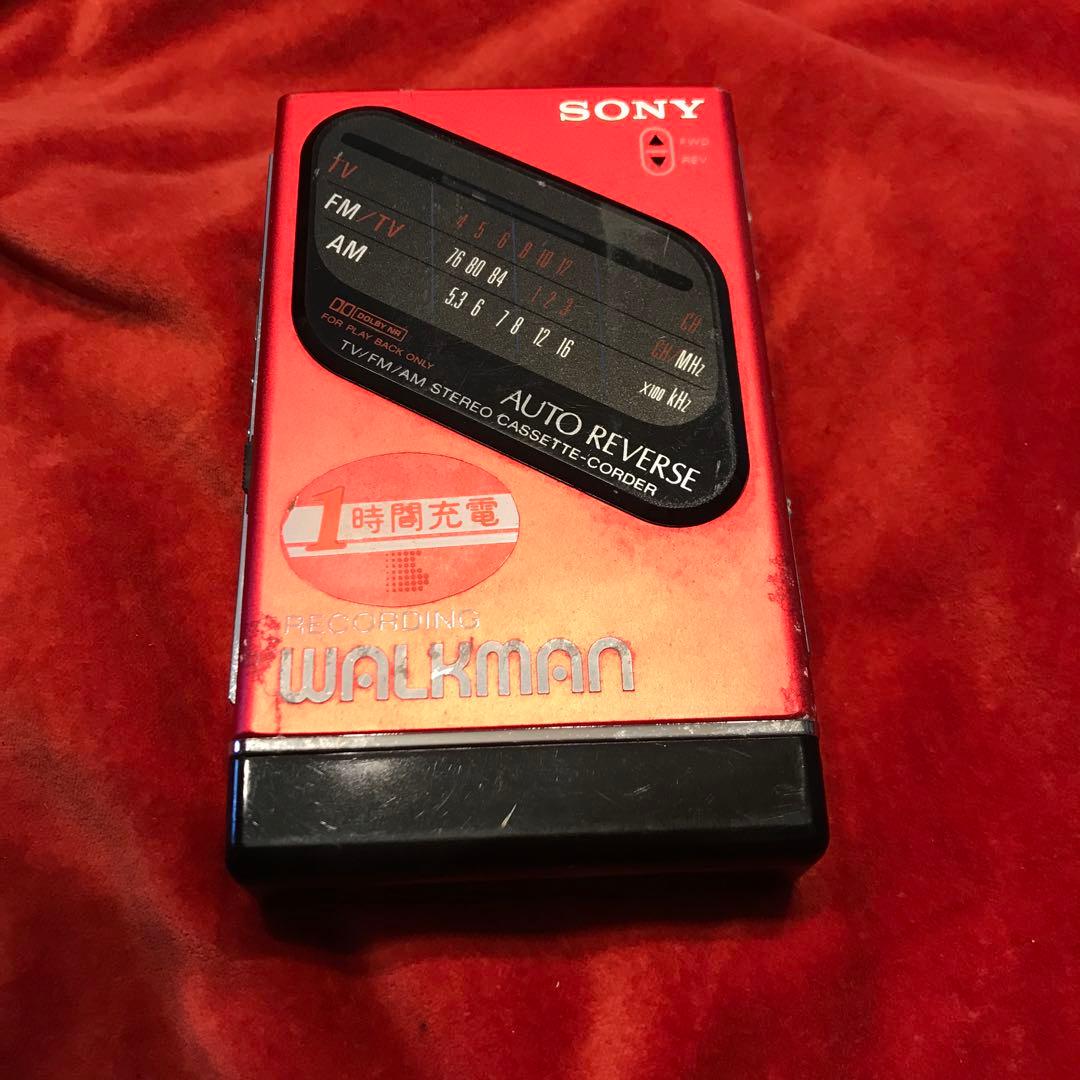 SONY
FWD
REV
TV 4 5 6 8 10 12 CH
FM/TV 76 80 84 1 2 3 CH/MHz
AM 5.3 6 7 8 12 16 X100 kHz
DOLBY NR
FOR PLAY BACK ONLY
TV/FM/AM STEREO CASSETTE-CORDER
AUTO REVERSE
1時間充電
RECORDING
WALKMAN